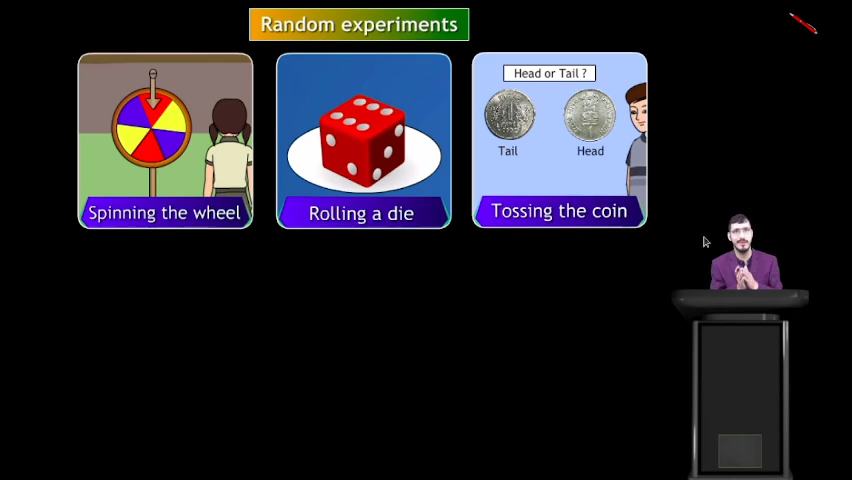 Random experiments
Head or Tail ?
Tail
Head
Spinning the wheel
Rolling a die
Tossing the coin